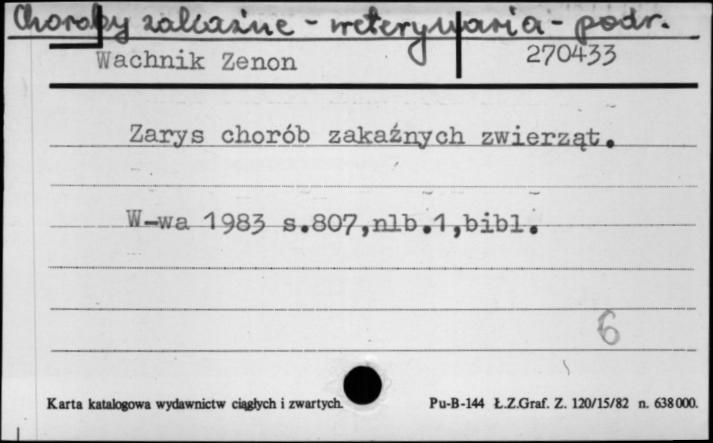 Choroby zakaźne - weterynaria - podr.
Wachnik Zenon 270433
Zarys chorób zakaźnych zwierząt.
W-wa 1983 s.807,nlb.1,bibl.
6
Karta katalogowa wydawnictw ciągłych i zwartych. Pu-B-144 Ł.Z.Graf. Z. 120/15/82 n. 638000.